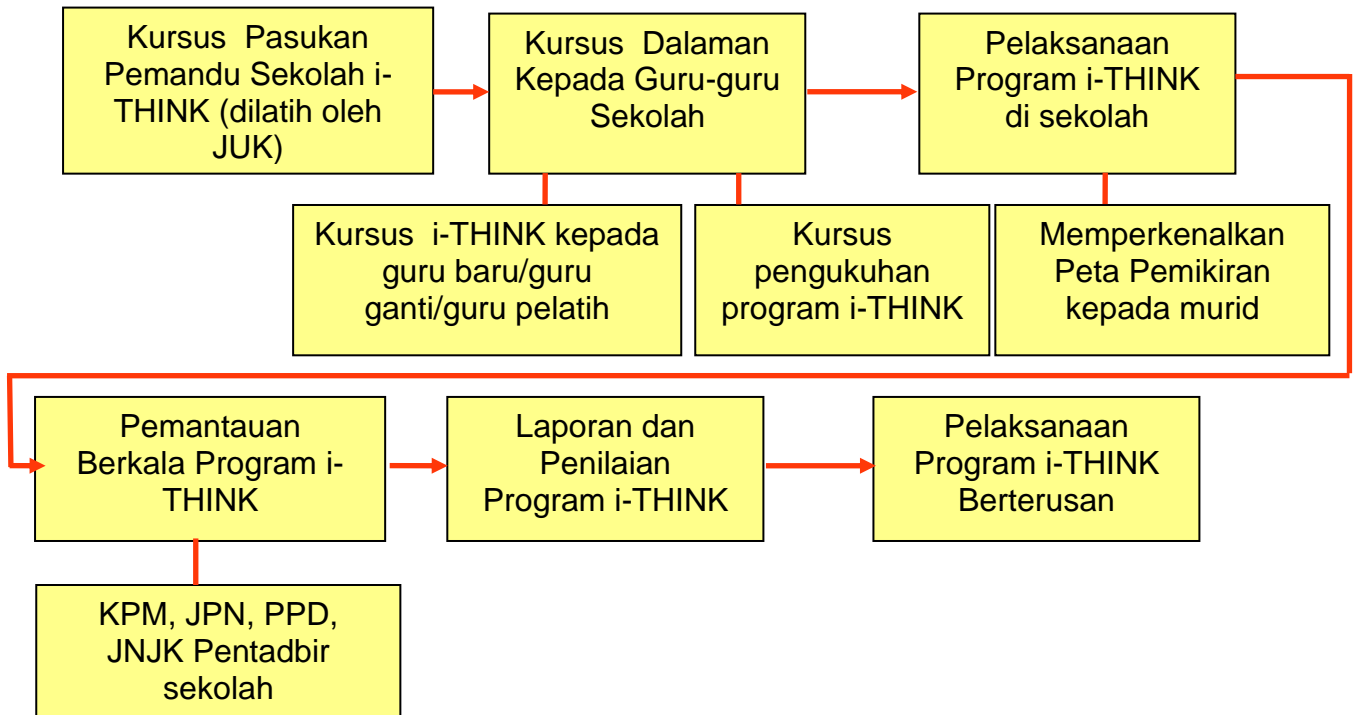 Kursus Pasukan
Pemandu Sekolah i-
THINK (dilatih oleh
JUK)
Kursus Dalaman
Kepada Guru-guru
Sekolah
Pelaksanaan
Program i-THINK
di sekolah
Kursus i-THINK kepada
guru baru/guru
ganti/guru pelatih
Kursus
pengukuhan
program i-THINK
Memperkenalkan
Peta Pemikiran
kepada murid
Pemantauan
Berkala Program i-
THINK
Laporan dan
Penilaian
Program i-THINK
Pelaksanaan
Program i-THINK
Berterusan
KPM, JPN, PPD,
JNJK Pentadbir
sekolah